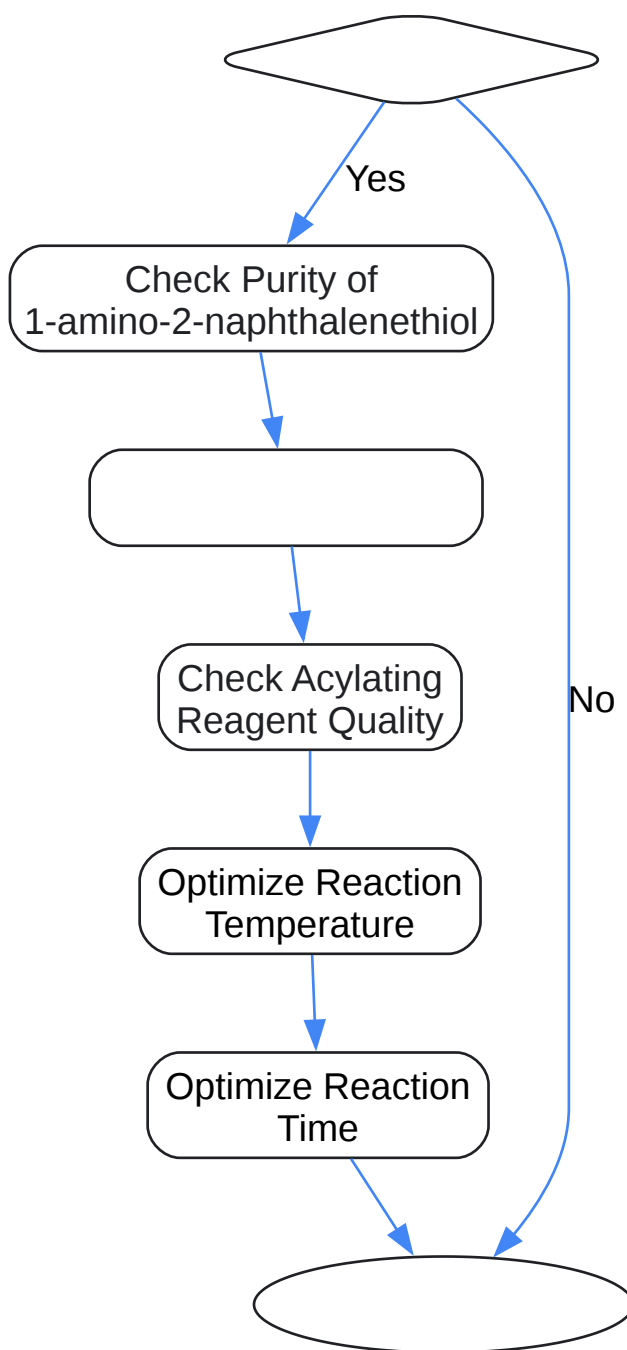 Yes
Check Purity of
1-amino-2-naphthalenethiol
Check Acylating
Reagent Quality
No
Optimize Reaction
Temperature
Optimize Reaction
Time